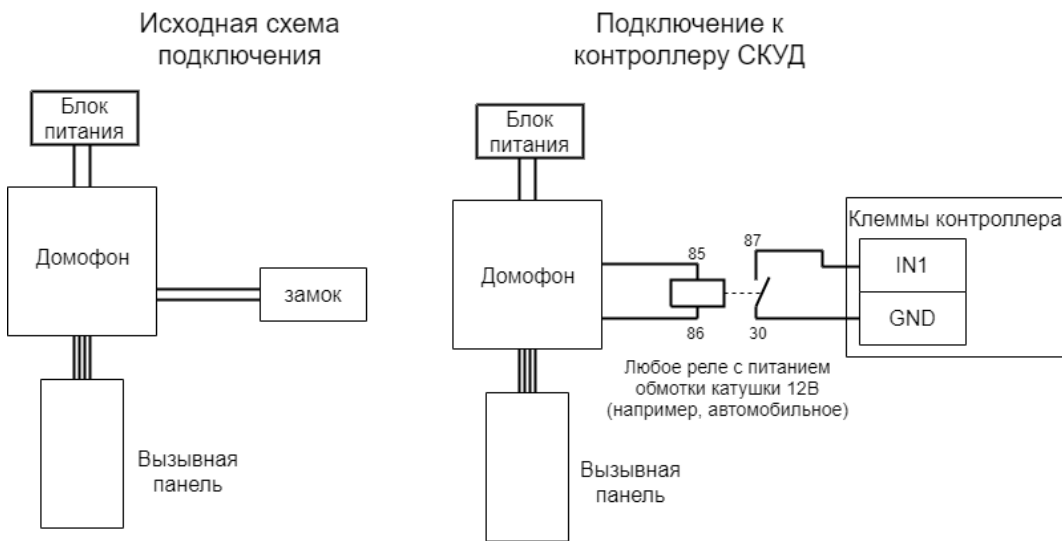 Исходная схема
подключения
Блок
питания
Домофон
замок
Вызывная
панель
Подключение к
контроллеру СКУД
Блок
питания
Домофон
85
86
87
30
Клеммы контроллера
IN1
GND
Любое реле с питанием
обмотки катушки 12В
(например, автомобильное)
Вызывная
панель